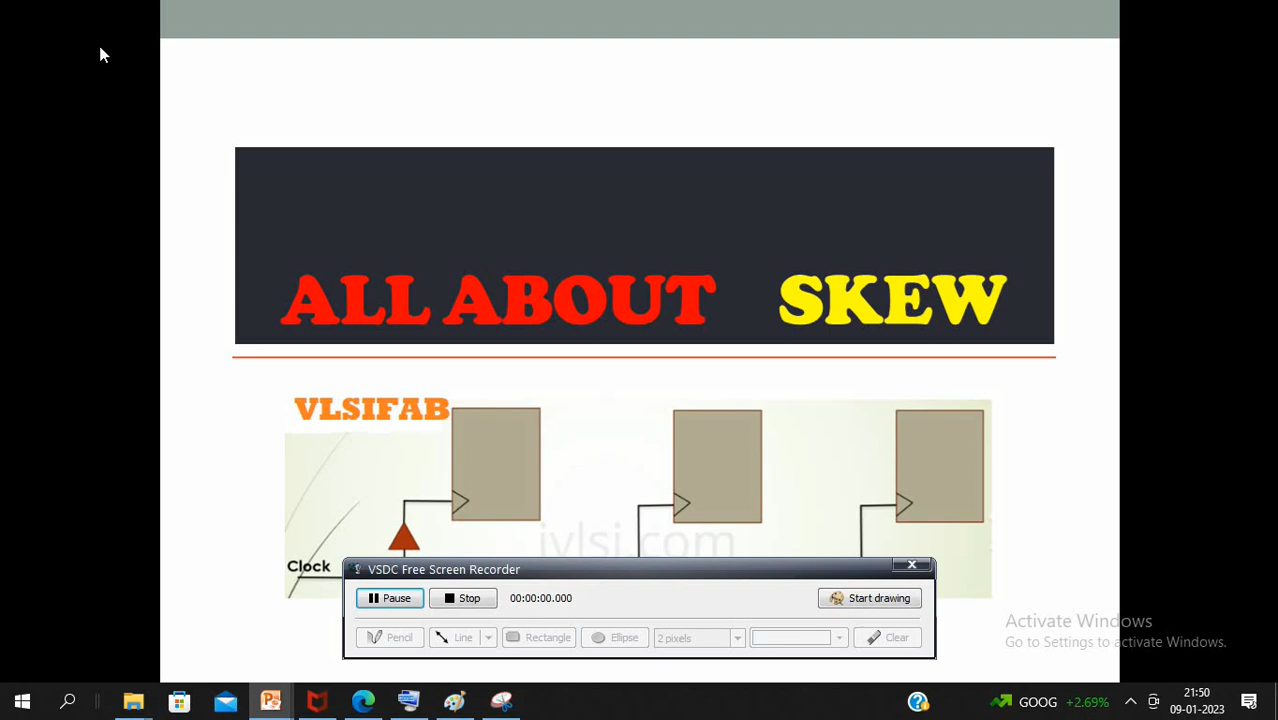 ALL ABOUT SKEW
VLSIFAB
ivlsi.com
Clock
VSDC Free Screen Recorder
Pause
Stop
00:00:00.000
Start drawing
Pencil
Line
Rectangle
Ellipse
2 pixels
Clear
Activate Windows
Go to Settings to activate Windows.
GOOG +2.69%
21:50
09-01-2023